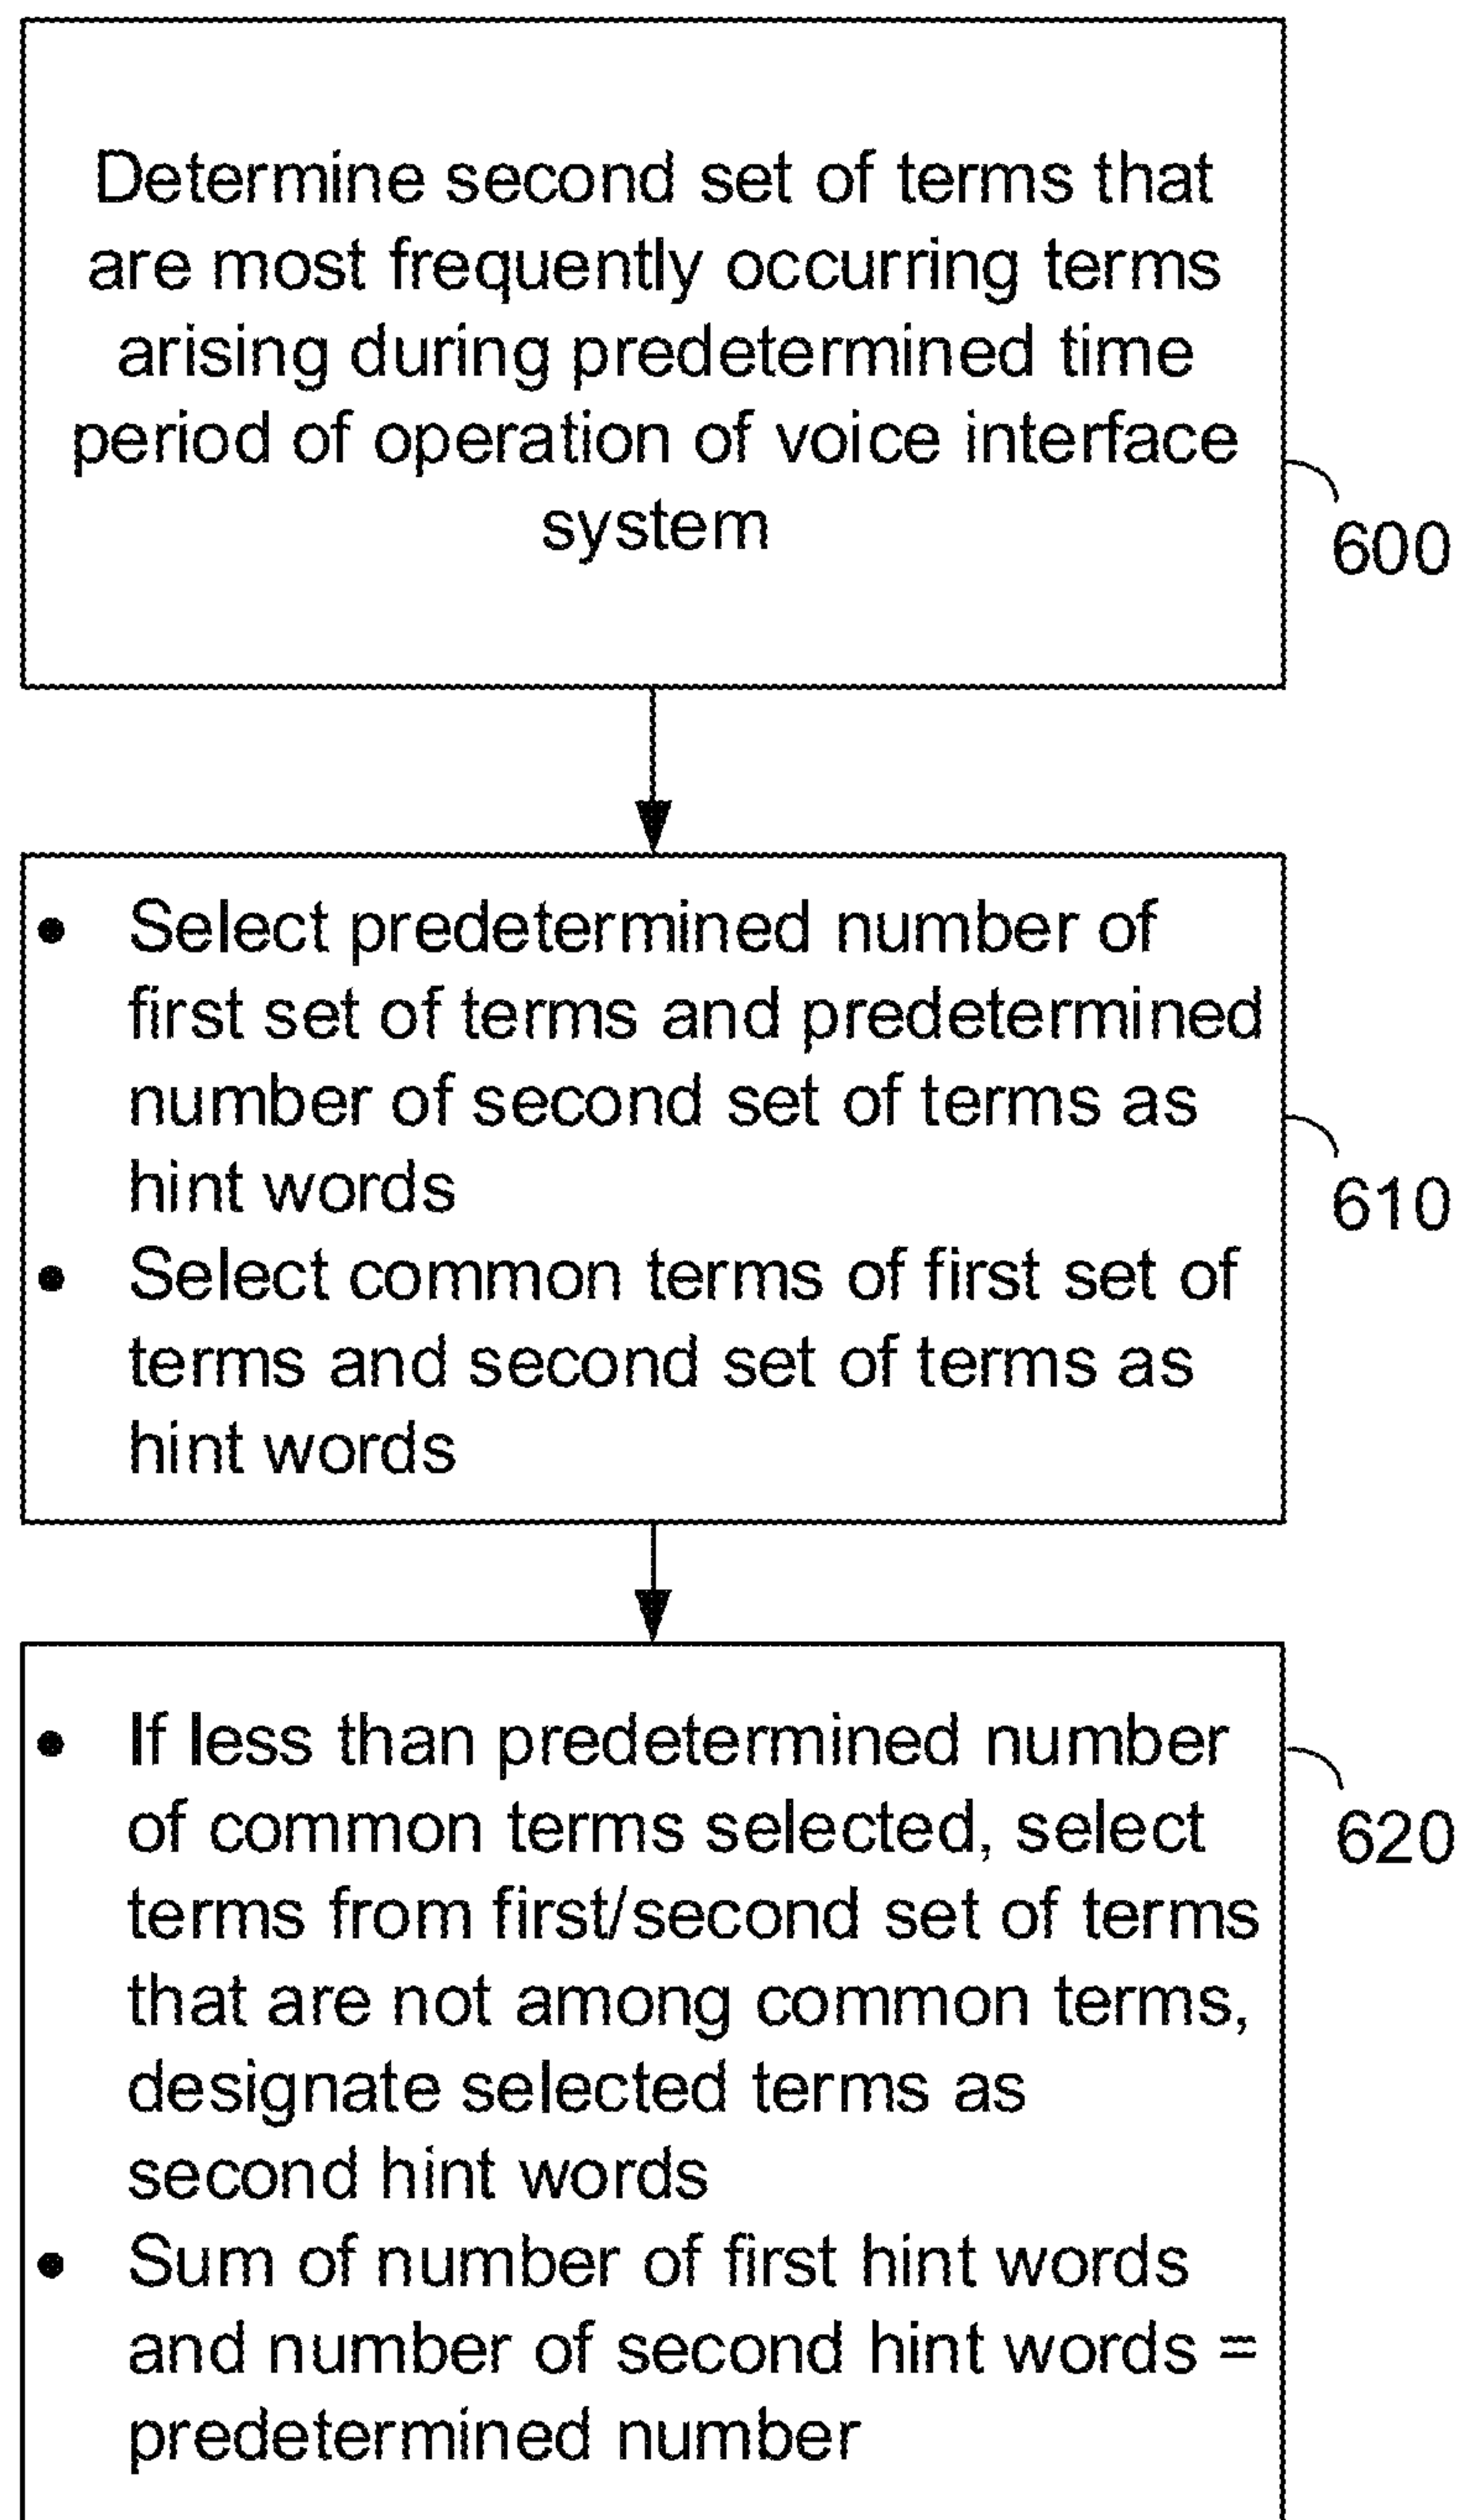 Determine second set of terms that
are most frequently occurring terms
arising during predetermined time
period of operation of voice interface
system
600
• Select predetermined number of
first set of terms and predetermined
number of second set of terms as
hint words
610
• Select common terms of first set of
terms and second set of terms as
hint words
• If less than predetermined number
of common terms selected, select
620
terms from first/second set of terms
that are not among common terms,
designate selected terms as
second hint words
• Sum of number of first hint words
and number of second hint words =
predetermined number